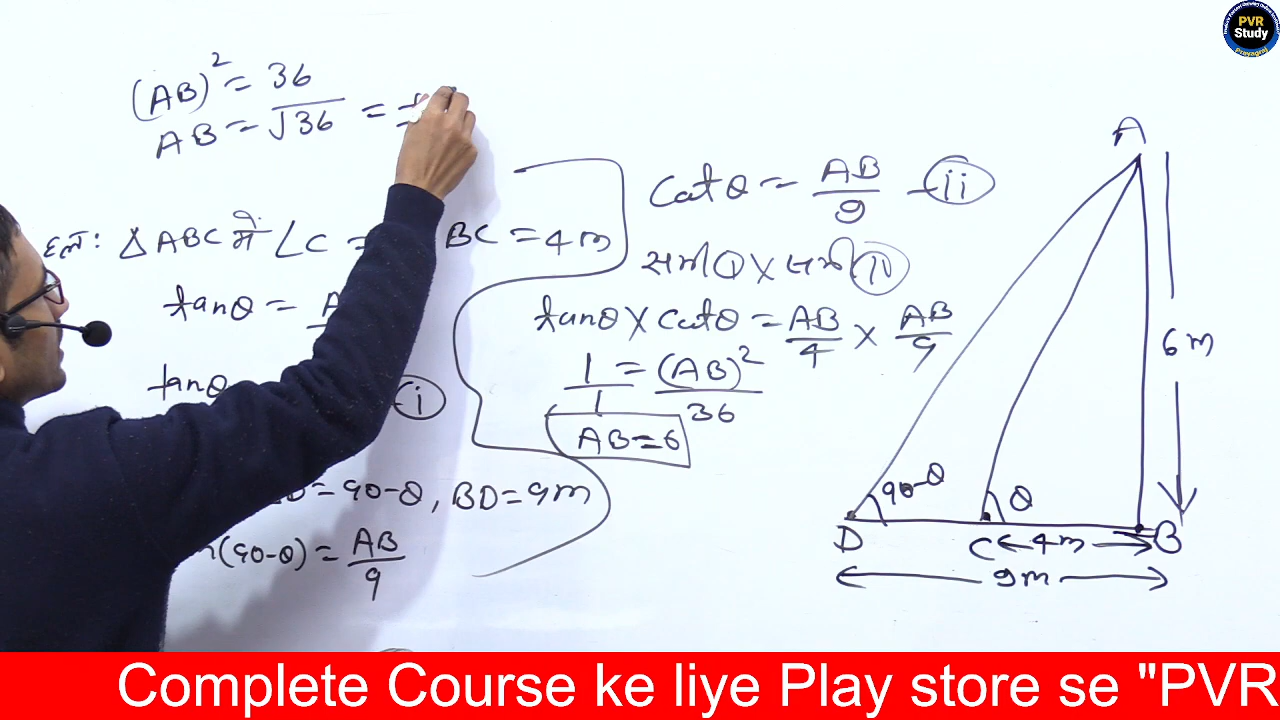 (AB)² = 36
AB = √36 = ±
हल: ΔABC में ∠C = BC = 4m
tanθ =
tanθ (i)
= 90-θ, BD = 9m
(90-θ) = AB/9
Cotθ = AB/9 -(ii)
समी(i) × समी(ii)
tanθ × Cotθ = AB/4 × AB/9
1/1 = (AB)²/36
AB = 6
A
6m
90-θ
θ
D C 4m B
9m
PVR
Study
Prayagraj
Complete Course ke liye Play store se "PVR